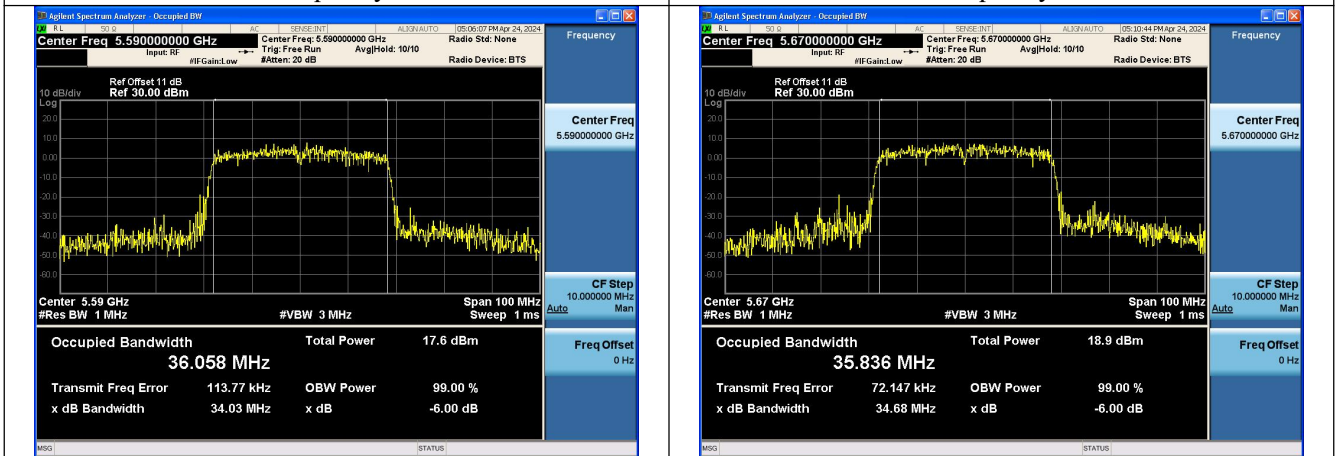 Agilent Spectrum Analyzer - Occupied BW
RL 50 Ω AC SENSE:INT ALIGN AUTO 05:06:07 PM Apr 24, 2024
Center Freq 5.590000000 GHz
Input: RF
#IFGain:Low
Center Freq: 5.590000000 GHz
Trig: Free Run Avg|Hold: 10/10
#Atten: 20 dB
Radio Std: None
Radio Device: BTS
Frequency
Ref Offset 11 dB
10 dB/div Ref 30.00 dBm
Log
20.0
10.0
0.00
-10.0
-20.0
-30.0
-40.0
-50.0
-60.0
Center Freq
5.590000000 GHz
Center 5.59 GHz Span 100 MHz
#Res BW 1 MHz #VBW 3 MHz Sweep 1 ms
CF Step
10.000000 MHz
Auto Man
Occupied Bandwidth Total Power 17.6 dBm
36.058 MHz
Transmit Freq Error 113.77 kHz OBW Power 99.00 %
x dB Bandwidth 34.03 MHz x dB -6.00 dB
Freq Offset
0 Hz
MSG STATUS
Agilent Spectrum Analyzer - Occupied BW
RL 50 Ω AC SENSE:INT ALIGN AUTO 05:10:44 PM Apr 24, 2024
Center Freq 5.670000000 GHz
Input: RF
#IFGain:Low
Center Freq: 5.670000000 GHz
Trig: Free Run Avg|Hold: 10/10
#Atten: 20 dB
Radio Std: None
Radio Device: BTS
Frequency
Ref Offset 11 dB
10 dB/div Ref 30.00 dBm
Log
20.0
10.0
0.00
-10.0
-20.0
-30.0
-40.0
-50.0
-60.0
Center Freq
5.670000000 GHz
Center 5.67 GHz Span 100 MHz
#Res BW 1 MHz #VBW 3 MHz Sweep 1 ms
CF Step
10.000000 MHz
Auto Man
Occupied Bandwidth Total Power 18.9 dBm
35.836 MHz
Transmit Freq Error 72.147 kHz OBW Power 99.00 %
x dB Bandwidth 34.68 MHz x dB -6.00 dB
Freq Offset
0 Hz
MSG STATUS